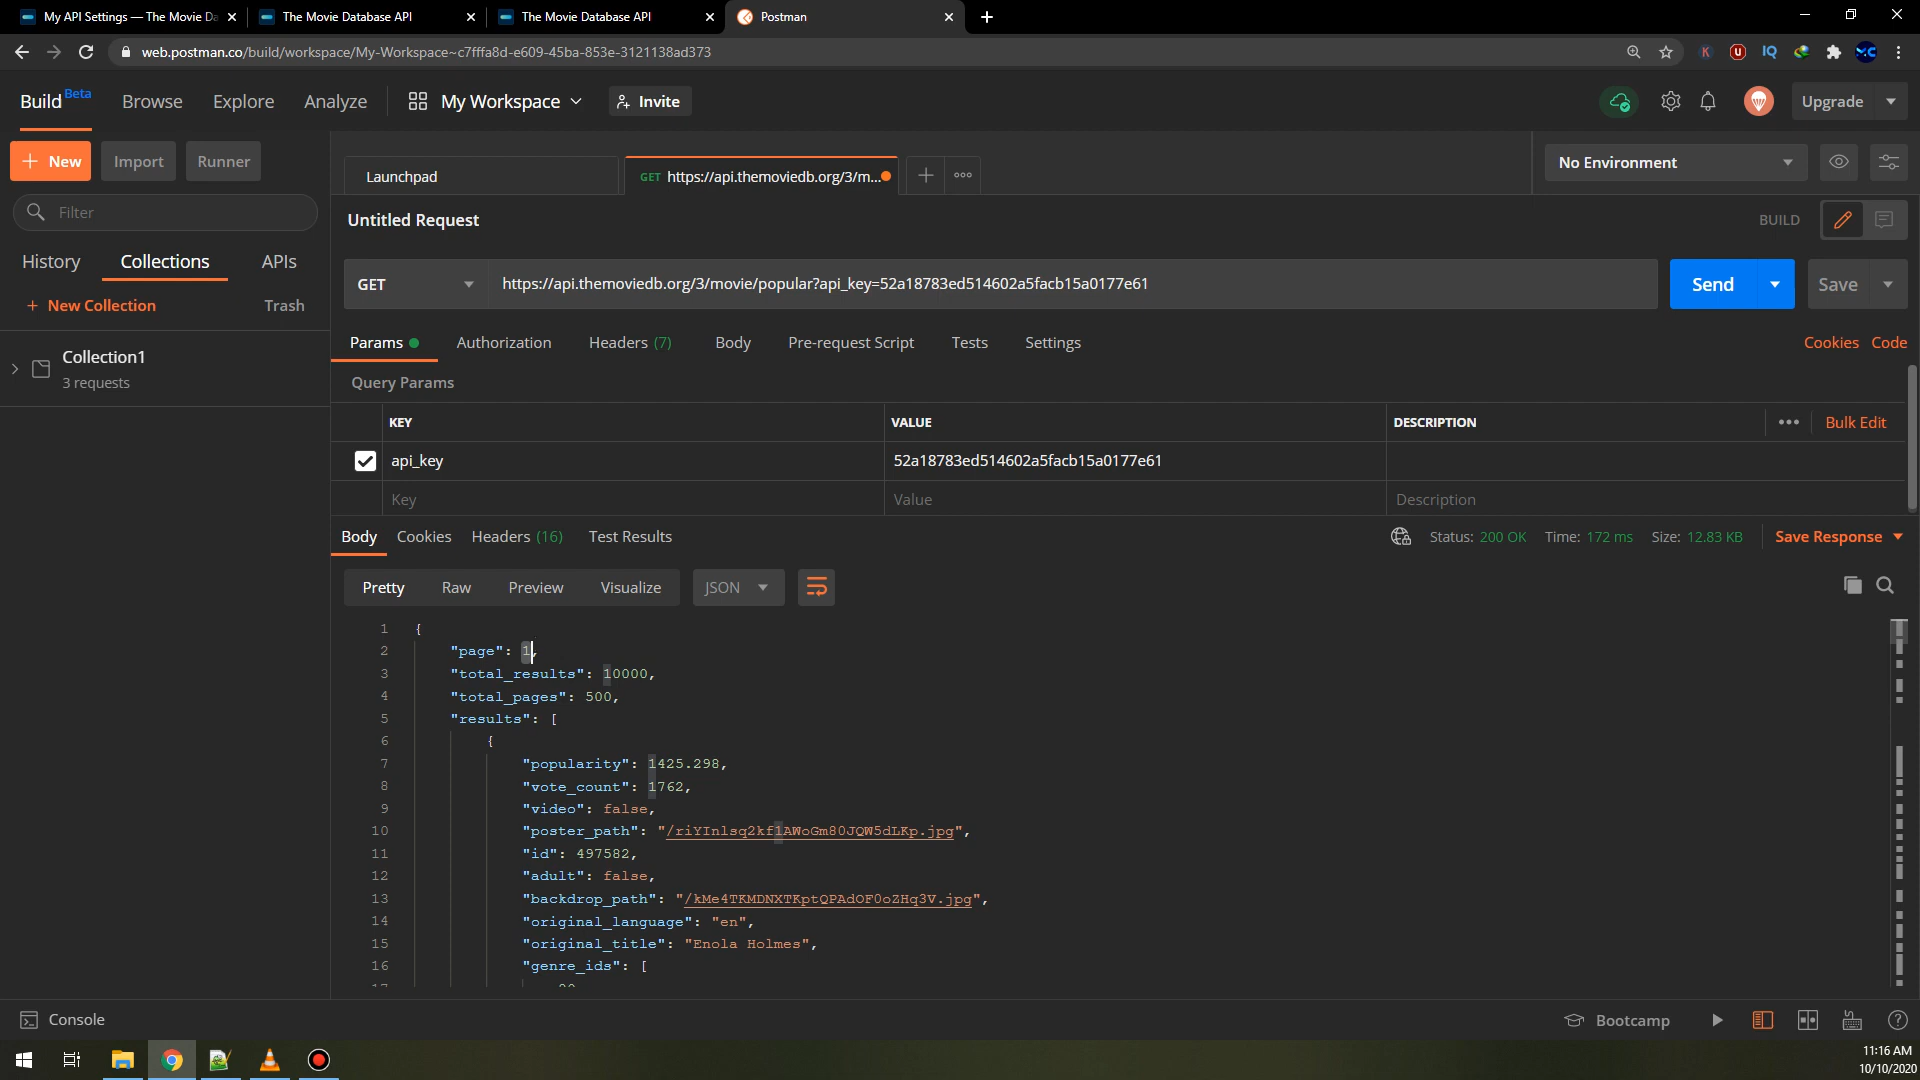 My API Settings — The Movie Da
The Movie Database API
The Movie Database API
Postman
web.postman.co/build/workspace/My-Workspace~c7fffa8d-e609-45ba-853e-3121138ad373
Build Beta Browse Explore Analyze My Workspace Invite Upgrade
New Import Runner
Launchpad GET https://api.themoviedb.org/3/m... No Environment
Filter
Untitled Request BUILD
History Collections APIs
GET https://api.themoviedb.org/3/movie/popular?api_key=52a18783ed514602a5facb15a0177e61 Send Save
+ New Collection Trash
Collection1
3 requests
Params Authorization Headers (7) Body Pre-request Script Tests Settings Cookies Code
Query Params
KEY VALUE DESCRIPTION ••• Bulk Edit
api_key 52a18783ed514602a5facb15a0177e61
Key Value Description
Body Cookies Headers (16) Test Results Status: 200 OK Time: 172 ms Size: 12.83 KB Save Response
Pretty Raw Preview Visualize JSON
1 {
2 "page": 1,
3 "total_results": 10000,
4 "total_pages": 500,
5 "results": [
6 {
7 "popularity": 1425.298,
8 "vote_count": 1762,
9 "video": false,
10 "poster_path": "/riYInlsq2kf1AWoGm80JQW5dLKp.jpg",
11 "id": 497582,
12 "adult": false,
13 "backdrop_path": "/kMe4TKMDNXTKptQPAdOF0oZHq3V.jpg",
14 "original_language": "en",
15 "original_title": "Enola Holmes",
16 "genre_ids": [
Console Bootcamp
11:16 AM
10/10/2020